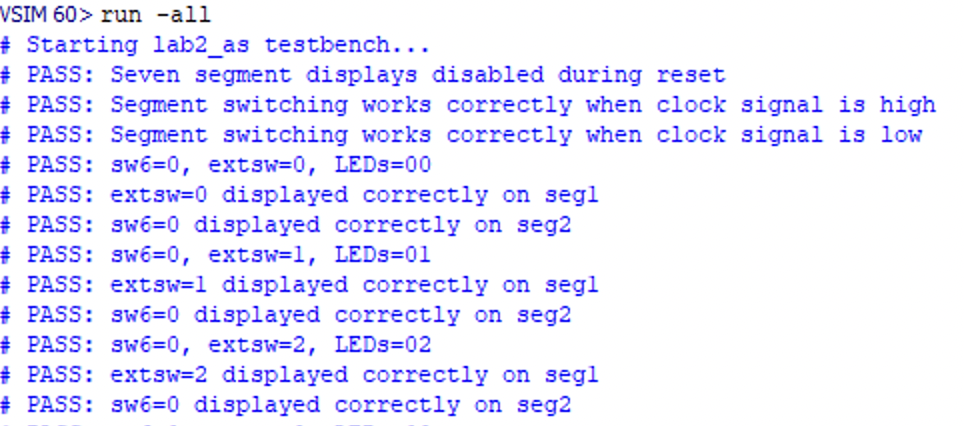 VSIM 60> run -all
# Starting lab2_as testbench...
# PASS: Seven segment displays disabled during reset
# PASS: Segment switching works correctly when clock signal is high
# PASS: Segment switching works correctly when clock signal is low
# PASS: sw6=0, extsw=0, LEDs=00
# PASS: extsw=0 displayed correctly on seg1
# PASS: sw6=0 displayed correctly on seg2
# PASS: sw6=0, extsw=1, LEDs=01
# PASS: extsw=1 displayed correctly on seg1
# PASS: sw6=0 displayed correctly on seg2
# PASS: sw6=0, extsw=2, LEDs=02
# PASS: extsw=2 displayed correctly on seg1
# PASS: sw6=0 displayed correctly on seg2